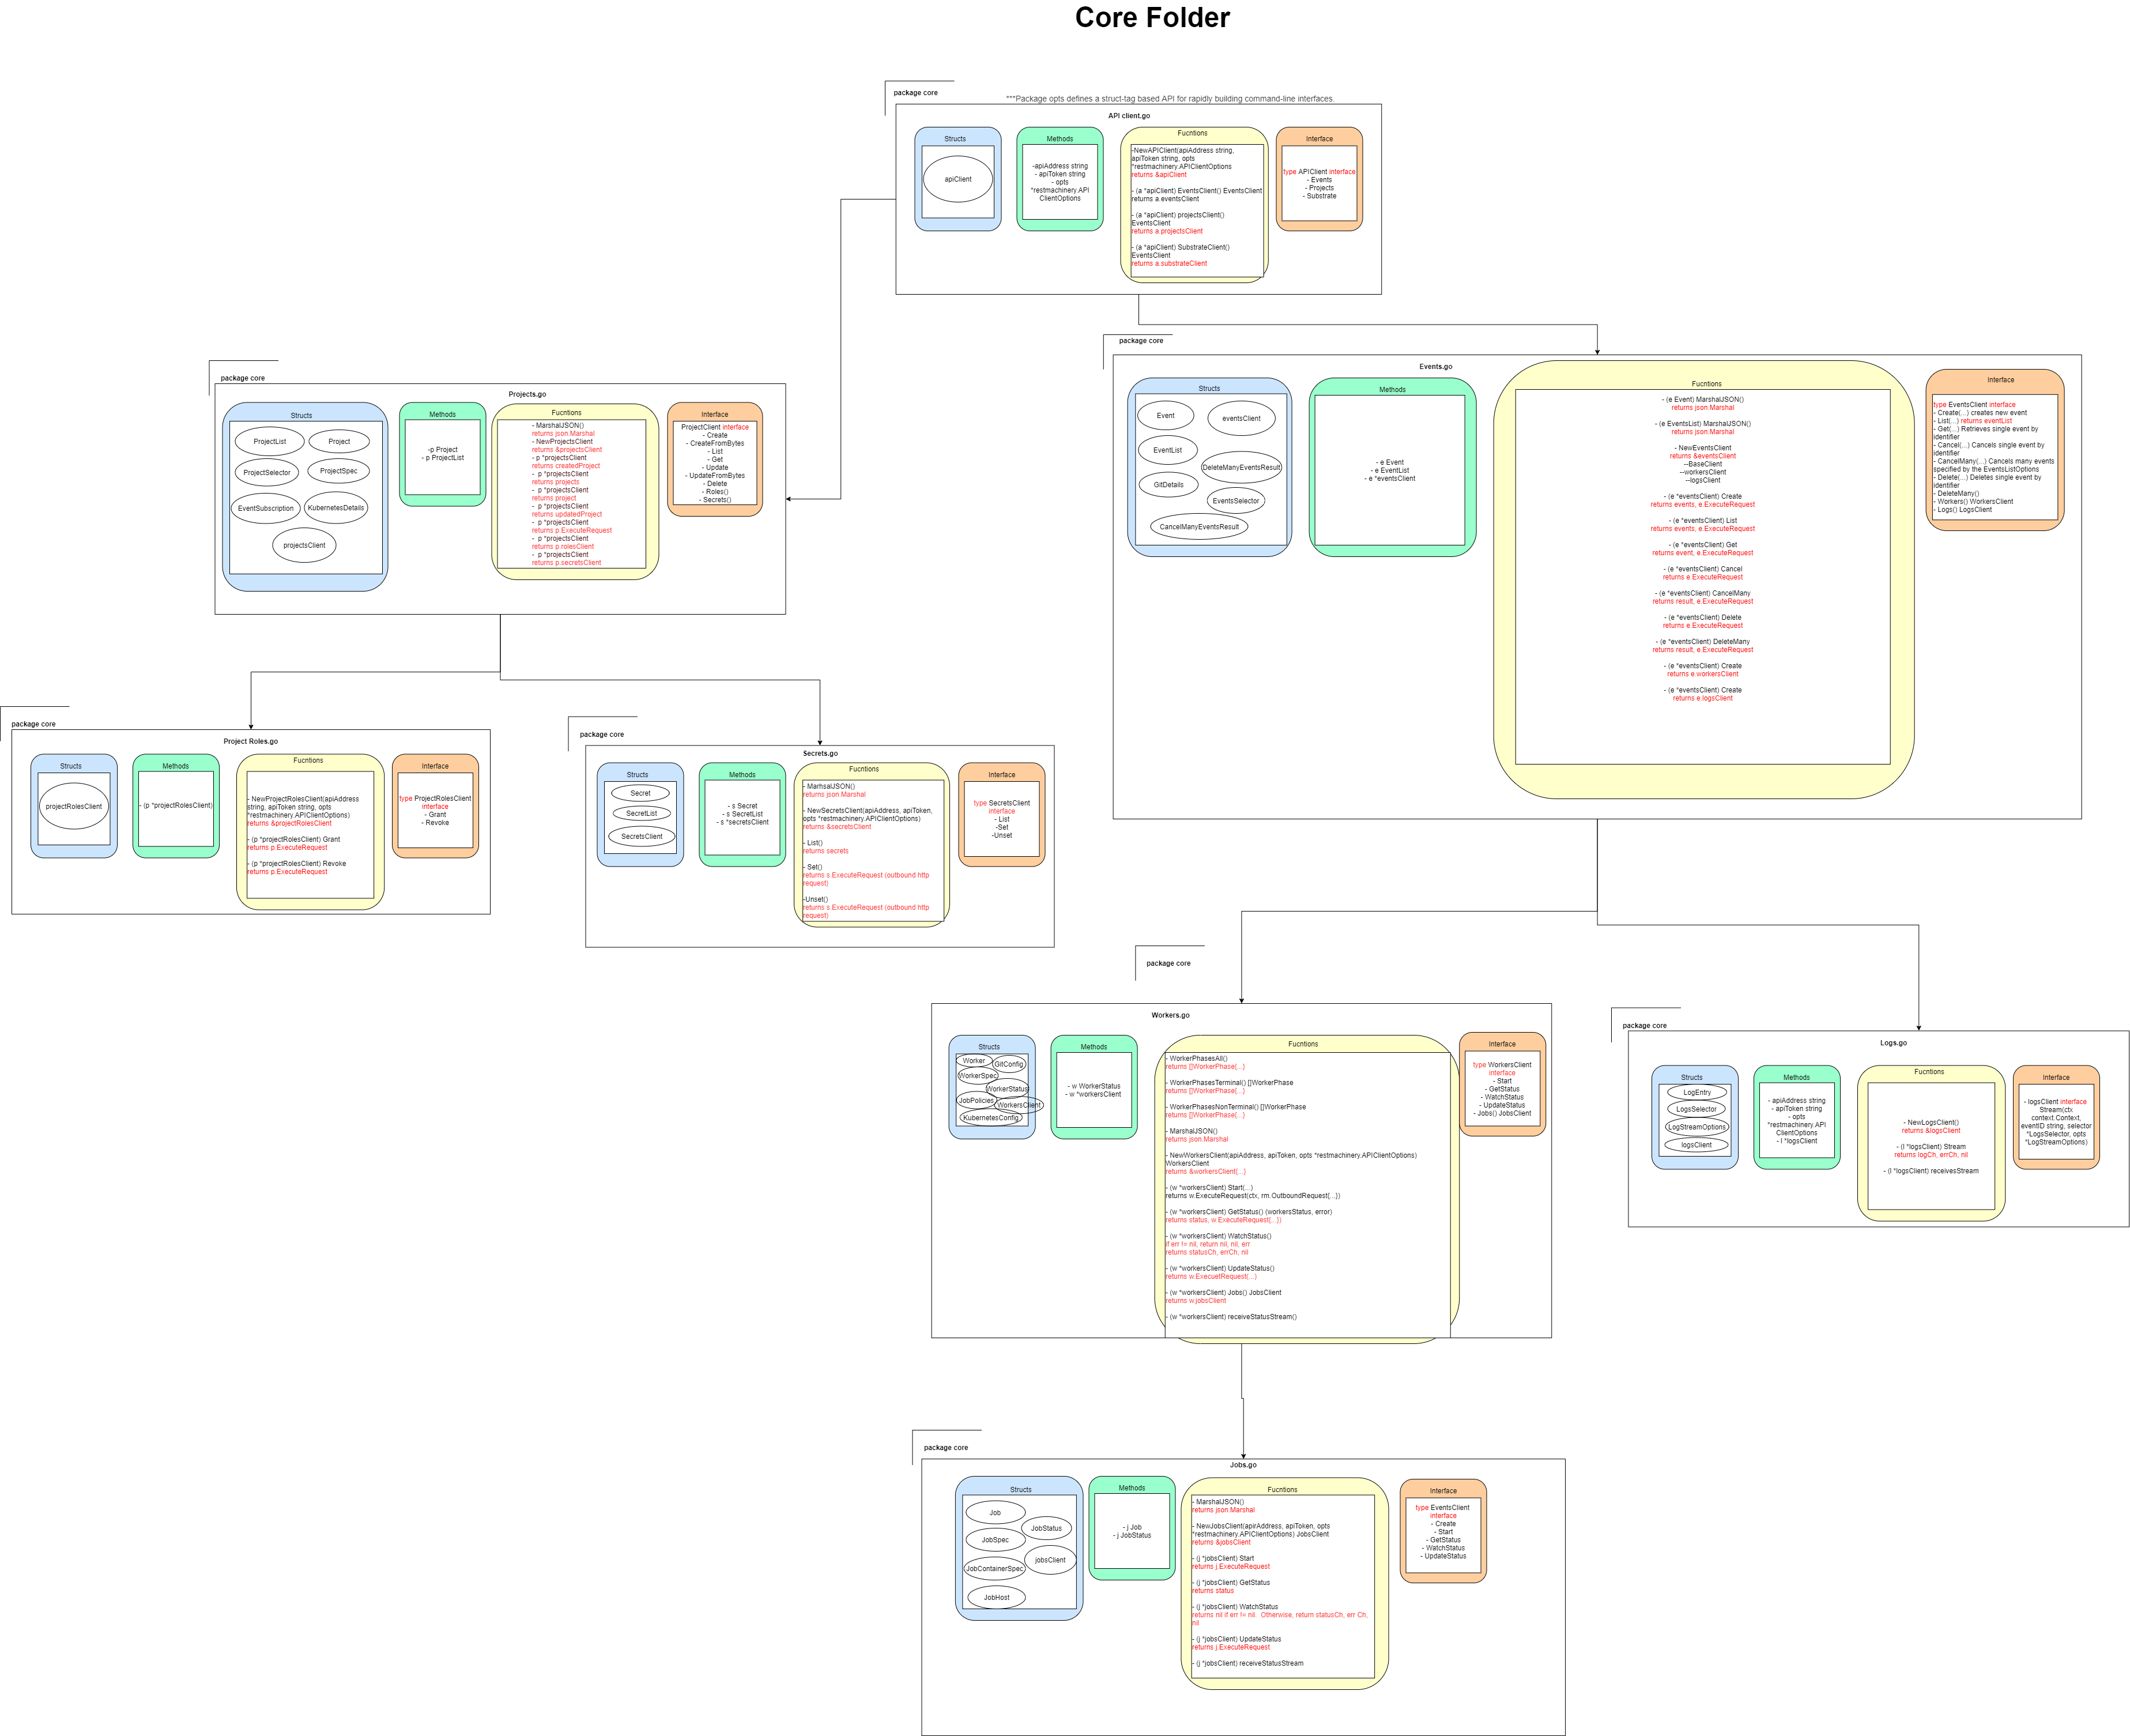 Core Folder
package core
***Package opts defines a struct-tag based API for rapidly building command-line interfaces.
API client.go
Structs
apiClient
Methods
-apiAddress string
- apiToken string
- opts
*restmachinery.API
ClientOptions
Fucntions
-NewAPIClient(apiAddress string,
apiToken string, opts
*restmachinery.APIClientOptions
returns &apiClient
- (a *apiClient) EventsClient() EventsClient
returns a.eventsClient
- (a *apiClient) projectsClient()
EventsClient
returns a.projectsClient
- (a *apiClient) SubstrateClient()
EventsClient
returns a.substrateClient
Interface
type APIClient interface
- Events
- Projects
- Substrate
package core
Projects.go
Structs
ProjectList
Project
ProjectSelector
ProjectSpec
EventSubscription
KubernetesDetails
projectsClient
Methods
-p Project
- p ProjectList
Fucntions
- MarshalJSON()
returns json.Marshal
- NewProjectsClient
returns &projectsClient
- p *projectsClient
returns createdProject
- p *projectsClient
returns projects
- p *projectsClient
returns project
- p *projectsClient
returns updatedProject
- p *projectsClient
returns p.ExecuteRequest
- p *projectsClient
returns p.rolesClient
- p *projectsClient
returns p.secretsClient
Interface
ProjectClient interface
- Create
- CreateFromBytes
- List
- Get
- Update
- UpdateFromBytes
- Delete
- Roles()
- Secrets()
package core
Events.go
Structs
Event
eventsClient
EventList
DeleteManyEventsResult
GitDetails
EventsSelector
CancelManyEventsResult
Methods
- e Event
- e EventList
- e *eventsClient
Fucntions
- (e Event) MarshalJSON()
returns json.Marshal
- (e EventsList) MarshalJSON()
returns json.Marshal
- NewEventsClient
returns &eventsClient
--BaseClient
--workersClient
--logsClient
- (e *eventsClient) Create
returns events, e.ExecuteRequest
- (e *eventsClient) List
returns events, e.ExecuteRequest
- (e *eventsClient) Get
returns event, e.ExecuteRequest
- (e *eventsClient) Cancel
returns e.ExecuteRequest
- (e *eventsClient) CancelMany
returns result, e.ExecuteRequest
- (e *eventsClient) Delete
returns e.ExecuteRequest
- (e *eventsClient) DeleteMany
returns result, e.ExecuteRequest
- (e *eventsClient) Create
returns e.workersClient
- (e *eventsClient) Create
returns e.logsClient
Interface
type EventsClient interface
- Create(...) creates new event
- List(...) returns eventList
- Get(...) Retrieves single event by
identifier
- Cancel(...) Cancels single event by
identifier
- CancelMany(...) Cancels many events
specified by the EventsListOptions
- Delete(...) Deletes single event by
identifier
- DeleteMany()
- Workers() WorkersClient
- Logs() LogsClient
package core
Project Roles.go
Structs
projectRolesClient
Methods
- (p *projectRolesClient)
Fucntions
- NewProjectRolesClient(apiAddress
string, apiToken string, opts
*restmachinery.APIClientOptions)
returns &projectRolesClient
- (p *projectRolesClient) Grant
returns p.ExecuteRequest
- (p *projectRolesClient) Revoke
returns p.ExecuteRequest
Interface
type ProjectRolesClient
interface
- Grant
- Revoke
package core
Secrets.go
Structs
Secret
SecretList
SecretsClient
Methods
- s Secret
- s SecretList
- s *secretsClient
Fucntions
- MarhsalJSON()
returns json.Marshal
- NewSecretsClient(apiAddress, apiToken,
opts *restmachinery.APIClientOptions)
returns &secretsClient
- List()
returns secrets
- Set()
returns s.ExecuteRequest (outbound http
request)
-Unset()
returns s.ExecuteRequest (outbound http
request)
Interface
type SecretsClient
interface
- List
-Set
-Unset
package core
Workers.go
Structs
Worker
GitConfig
WorkerSpec
WorkerStatus
JobPolicies
WorkersClient
KubernetesConfig
Methods
- w WorkerStatus
- w *workersClient
Fucntions
- WorkerPhasesAll()
returns []WorkerPhase{...}
- WorkerPhasesTerminal() []WorkerPhase
returns []WorkerPhase{...}
- WorkerPhasesNonTerminal() []WorkerPhase
returns []WorkerPhase{...}
- MarshalJSON()
returns json.Marshal
- NewWorkersClient(apiAddress, apiToken, opts *restmachinery.APIClientOptions)
WorkersClient
returns &workersClient{...}
- (w *workersClient) Start(...)
returns w.ExecuteRequest(ctx, rm.OutboundRequest{...})
- (w *workersClient) GetStatus() (workersStatus, error)
returns status, w.ExecuteRequest{...})
- (w *workersClient) WatchStatus()
if err != nil, return nil, nil, err
returns statusCh, errCh, nil
- (w *workersClient) UpdateStatus()
returns w.ExecuetRequest(...)
- (w *workersClient) Jobs() JobsClient
returns w.jobsClient
- (w *workersClient) receiveStatusStream()
Interface
type WorkersClient
interface
- Start
- GetStatus
- WatchStatus
- UpdateStatus
- Jobs() JobsClient
package core
Logs.go
Structs
LogEntry
LogsSelector
LogStreamOptions
logsClient
Methods
- apiAddress string
- apiToken string
- opts
*restmachinery.API
ClientOptions
- l *logsClient
Fucntions
- NewLogsClient()
returns &logsClient
- (l *logsClient) Stream
returns logCh, errCh, nil
- (l *logsClient) receivesStream
Interface
- logsClient interface
Stream(ctx
context.Context,
eventID string, selector
*LogsSelector, opts
*LogStreamOptions)
package core
Jobs.go
Structs
Job
JobStatus
JobSpec
jobsClient
JobContainerSpec
JobHost
Methods
- j Job
- j JobStatus
Fucntions
- MarshalJSON()
returns json.Marshal
- NewJobsClient(apirAddress, apiToken, opts
*restmachinery.APIClientOptions) JobsClient
returns &jobsClient
- (j *jobsClient) Start
returns j.ExecuteRequest
- (j *jobsClient) GetStatus
returns status
- (j *jobsClient) WatchStatus
returns nil if err != nil. Otherwise, return statusCh, err Ch,
nil
- (j *jobsClient) UpdateStatus
returns j.ExecuteRequest
- (j *jobsClient) receiveStatusStream
Interface
type EventsClient
interface
- Create
- Start
- GetStatus
- WatchStatus
- UpdateStatus